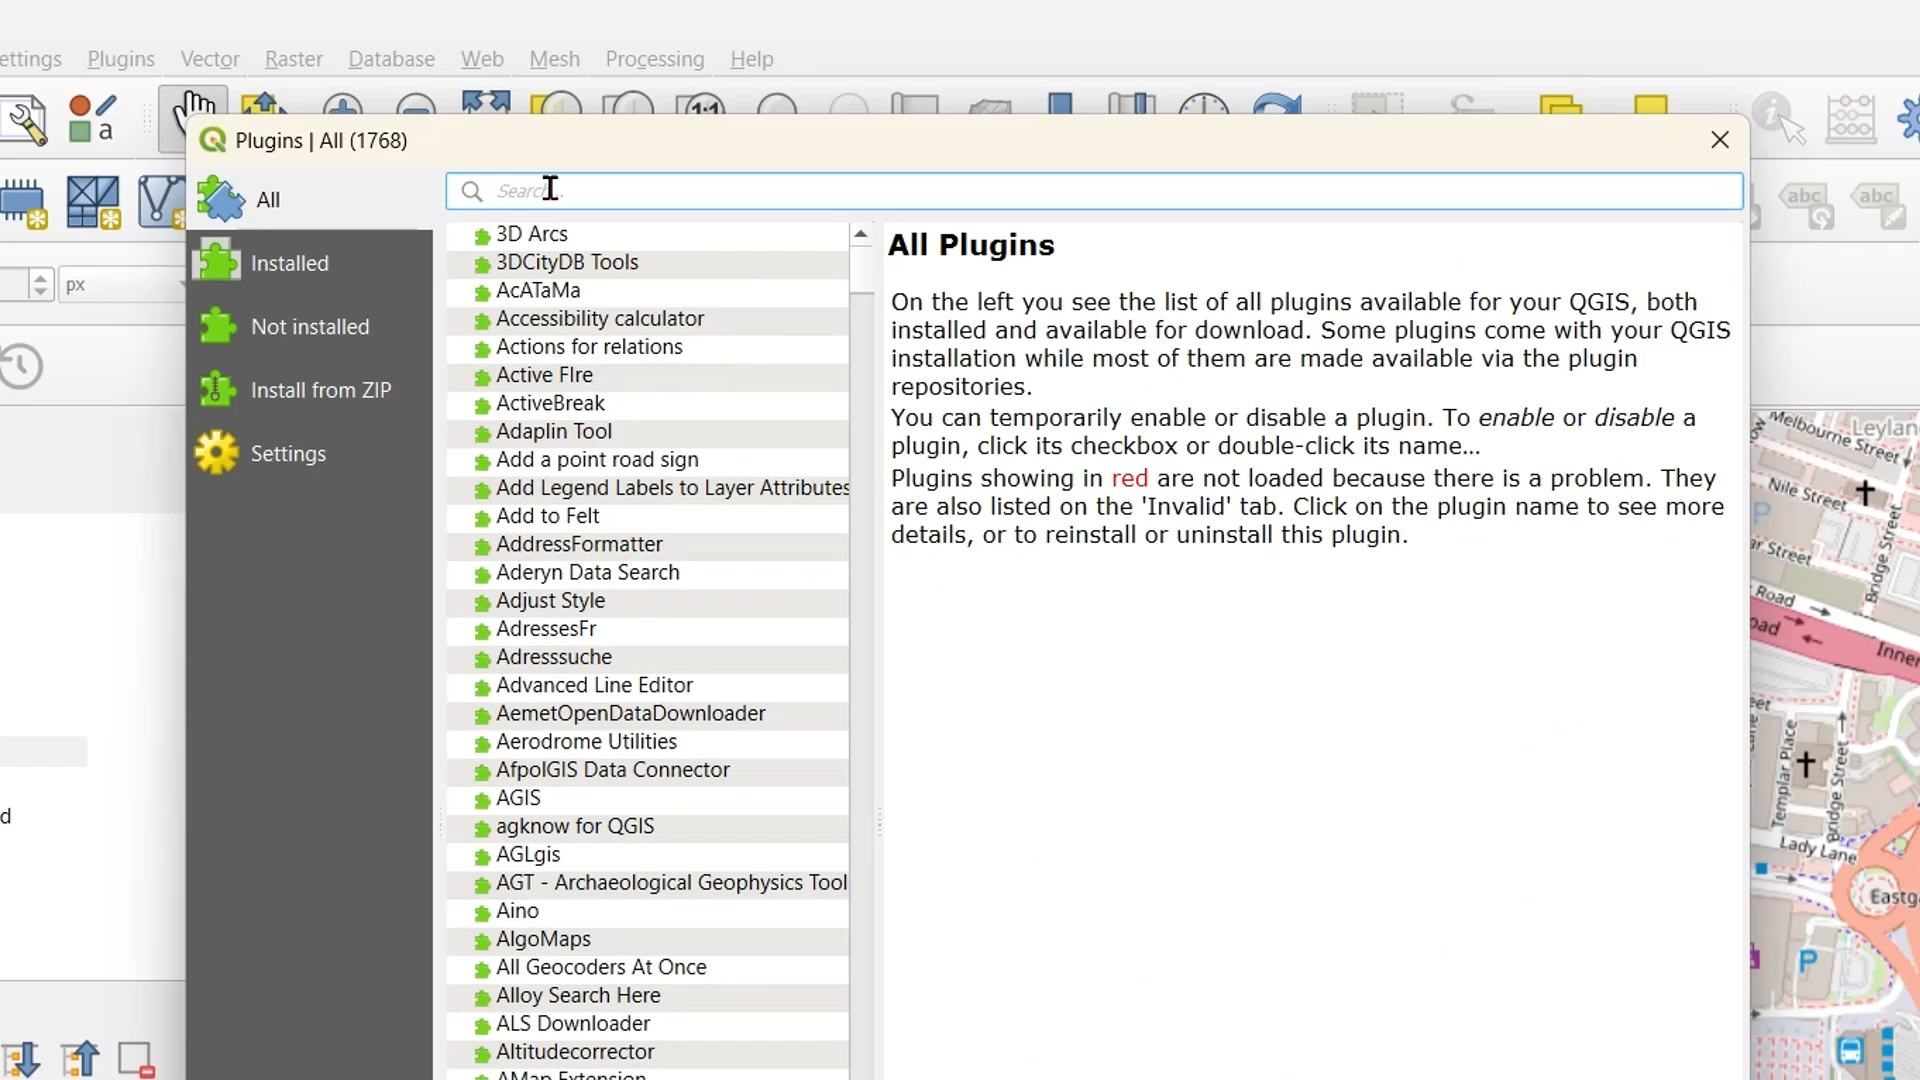 ettings Plugins Vector Raster Database Web Mesh Processing Help
a
1:1
Plugins | All (1768)
All
Search...
abc
abc
Installed
Not installed
Install from ZIP
Settings
px
d
3D Arcs
3DCityDB Tools
AcATaMa
Accessibility calculator
Actions for relations
Active FIre
ActiveBreak
Adaplin Tool
Add a point road sign
Add Legend Labels to Layer Attributes
Add to Felt
AddressFormatter
Aderyn Data Search
Adjust Style
AdressesFr
Adresssuche
Advanced Line Editor
AemetOpenDataDownloader
Aerodrome Utilities
AfpolGIS Data Connector
AGIS
agknow for QGIS
AGLgis
AGT - Archaeological Geophysics Tool
Aino
AlgoMaps
All Geocoders At Once
Alloy Search Here
ALS Downloader
Altitudecorrector
AMap Extension
All Plugins
On the left you see the list of all plugins available for your QGIS, both
installed and available for download. Some plugins come with your QGIS
installation while most of them are made available via the plugin
repositories.
You can temporarily enable or disable a plugin. To enable or disable a
plugin, click its checkbox or double-click its name...
Plugins showing in red are not loaded because there is a problem. They
are also listed on the 'Invalid' tab. Click on the plugin name to see more
details, or to reinstall or uninstall this plugin.
Melbourne Street
Leylan
Nile Street
P
ar Street
Bridge Street
Road
oad
Inner
eet
Templar Place
Bridge Street
Lady Lane
Eastg
P